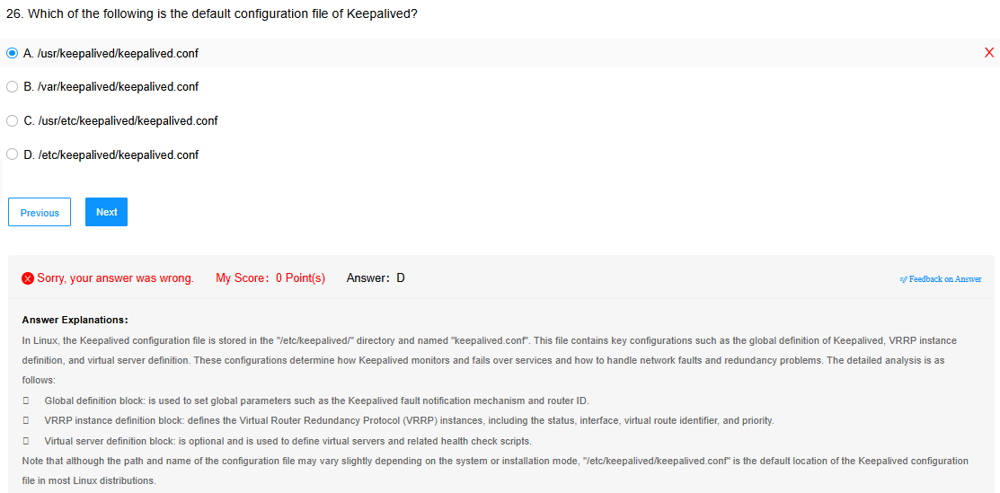 26. Which of the following is the default configuration file of Keepalived?
A. /usr/keepalived/keepalived.conf
X
B. /var/keepalived/keepalived.conf
C. /usr/etc/keepalived/keepalived.conf
D. /etc/keepalived/keepalived.conf
Previous Next
Sorry, your answer was wrong. My Score: 0 Point(s) Answer: D Feedback on Answer
Answer Explanations:
In Linux, the Keepalived configuration file is stored in the "/etc/keepalived/" directory and named "keepalived.conf". This file contains key configurations such as the global definition of Keepalived, VRRP instance
definition, and virtual server definition. These configurations determine how Keepalived monitors and fails over services and how to handle network faults and redundancy problems. The detailed analysis is as
follows:
Global definition block: is used to set global parameters such as the Keepalived fault notification mechanism and router ID.
VRRP instance definition block: defines the Virtual Router Redundancy Protocol (VRRP) instances, including the status, interface, virtual route identifier, and priority.
Virtual server definition block: is optional and is used to define virtual servers and related health check scripts.
Note that although the path and name of the configuration file may vary slightly depending on the system or installation mode, "/etc/keepalived/keepalived.conf" is the default location of the Keepalived configuration
file in most Linux distributions.